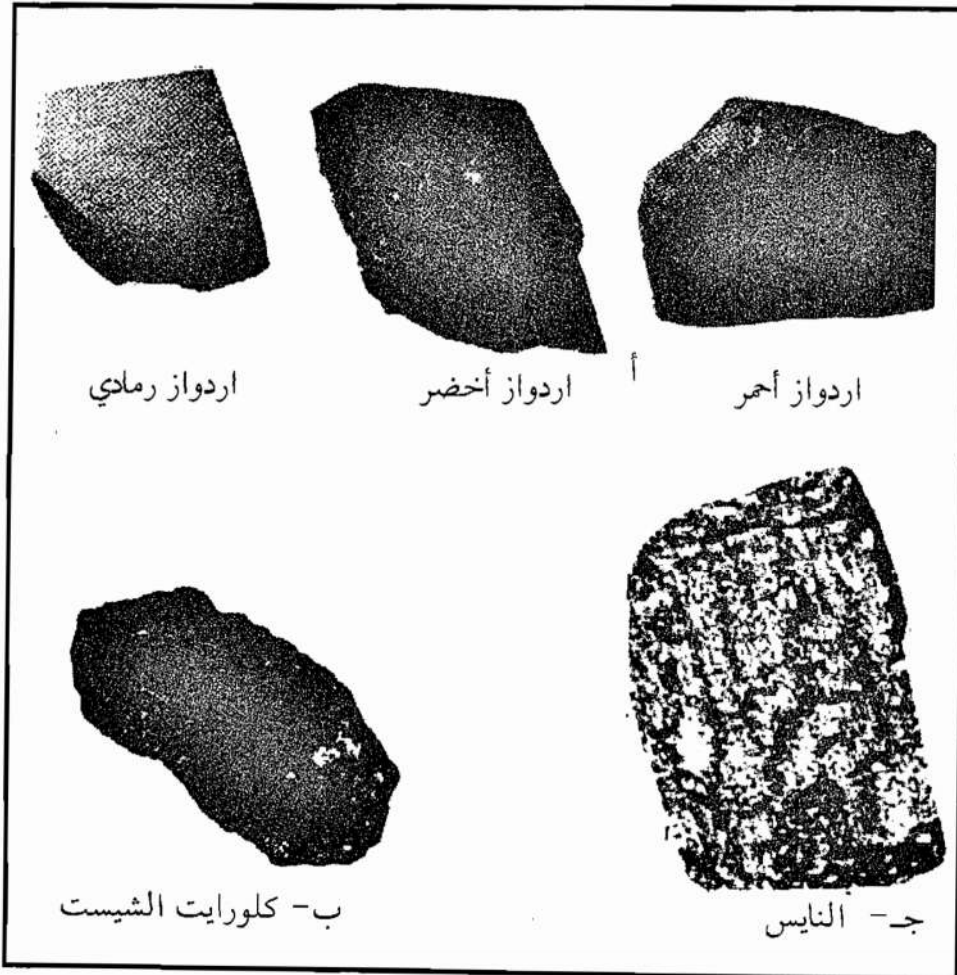 اردواز أحمر
أ
اردواز أخضر
اردواز رمادي
جـ- النايس
ب- كلورايت الشيست